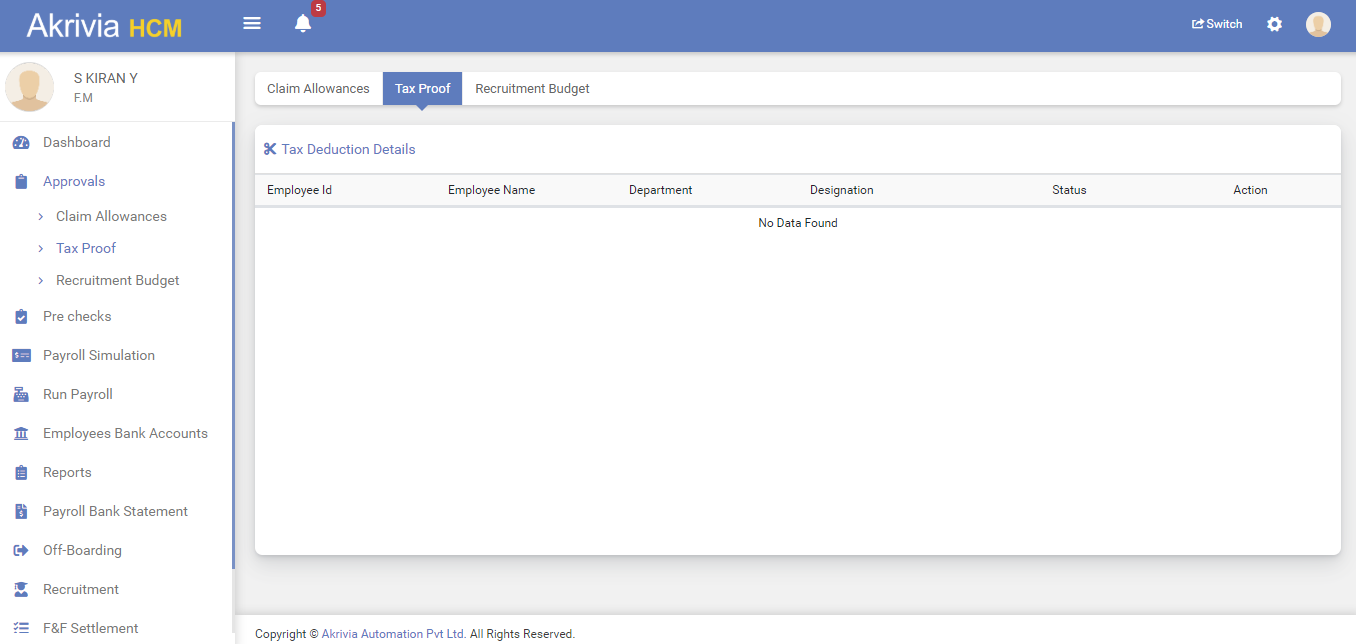 Akrivia HCM
5
Switch
S KIRAN Y
F.M
Dashboard
Approvals
Claim Allowances
Tax Proof
Recruitment Budget
Pre checks
Payroll Simulation
Run Payroll
Employees Bank Accounts
Reports
Payroll Bank Statement
Off-Boarding
Recruitment
F&F Settlement
Claim Allowances Tax Proof Recruitment Budget
Tax Deduction Details
Employee Id Employee Name Department Designation Status Action
No Data Found
Copyright © Akrivia Automation Pvt Ltd. All Rights Reserved.